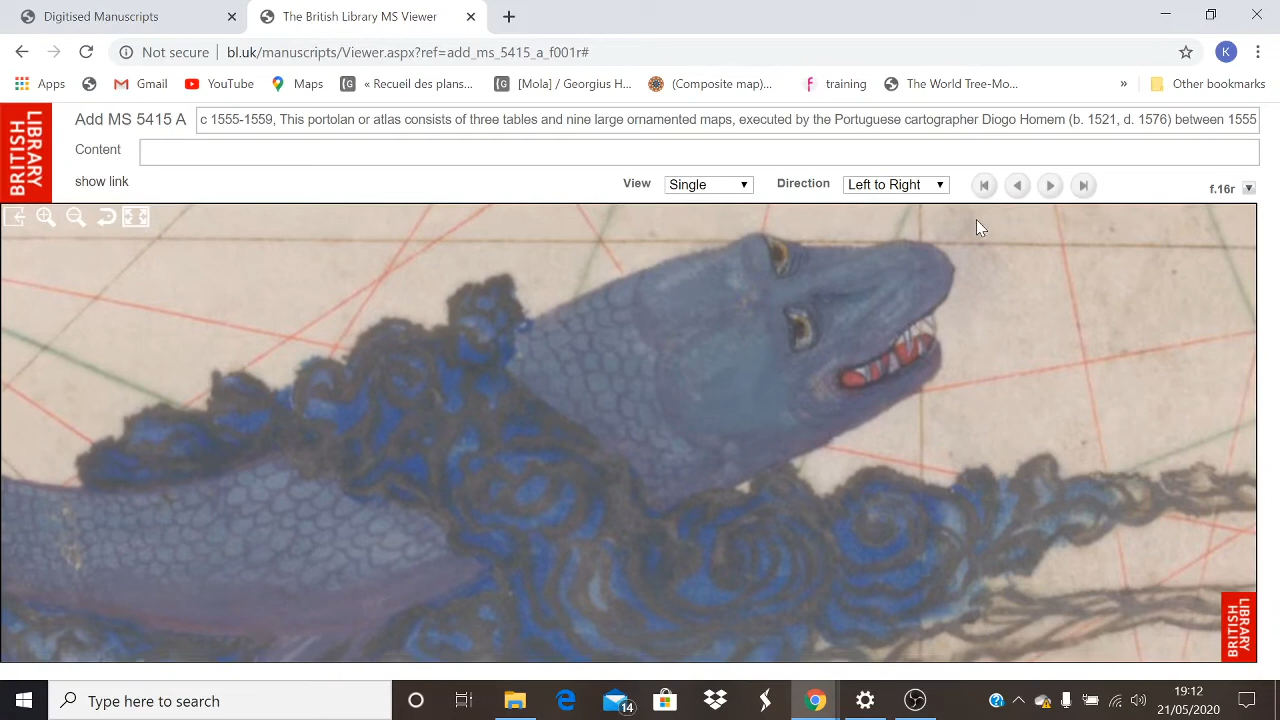 Digitised Manuscripts
The British Library MS Viewer
Not secure
bl.uk/manuscripts/Viewer.aspx?ref=add_ms_5415_a_f001r#
K
Apps
Gmail
YouTube
Maps
« Recueil des plans...
[Mola] / Georgius H...
(Composite map)...
training
The World Tree-Mo...
»
Other bookmarks
BRITISH LIBRARY
Add MS 5415 A
c 1555-1559, This portolan or atlas consists of three tables and nine large ornamented maps, executed by the Portuguese cartographer Diogo Homem (b. 1521, d. 1576) between 1555
Content
show link
View
Single
Direction
Left to Right
f.16r
BRITISH LIBRARY
Type here to search
14
19:12
21/05/2020